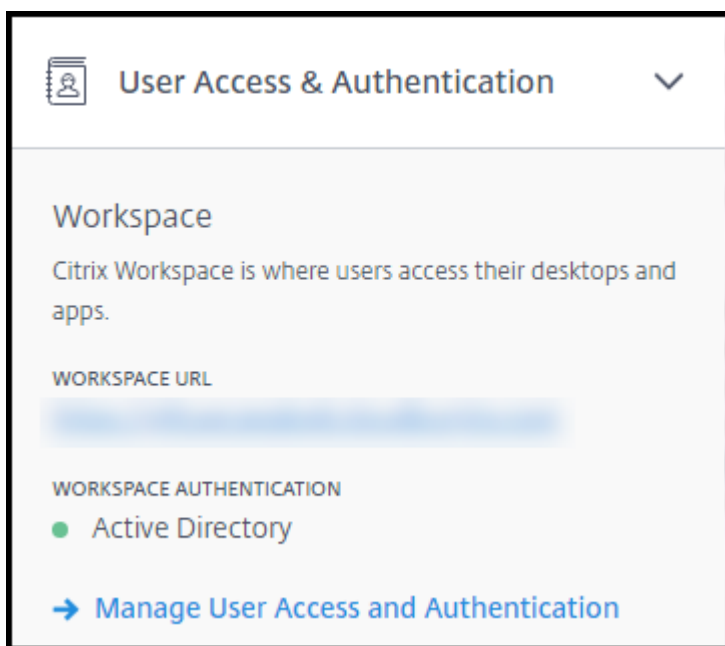 User Access & Authentication
Workspace
Citrix Workspace is where users access their desktops and
apps.
WORKSPACE URL
WORKSPACE AUTHENTICATION
Active Directory
Manage User Access and Authentication